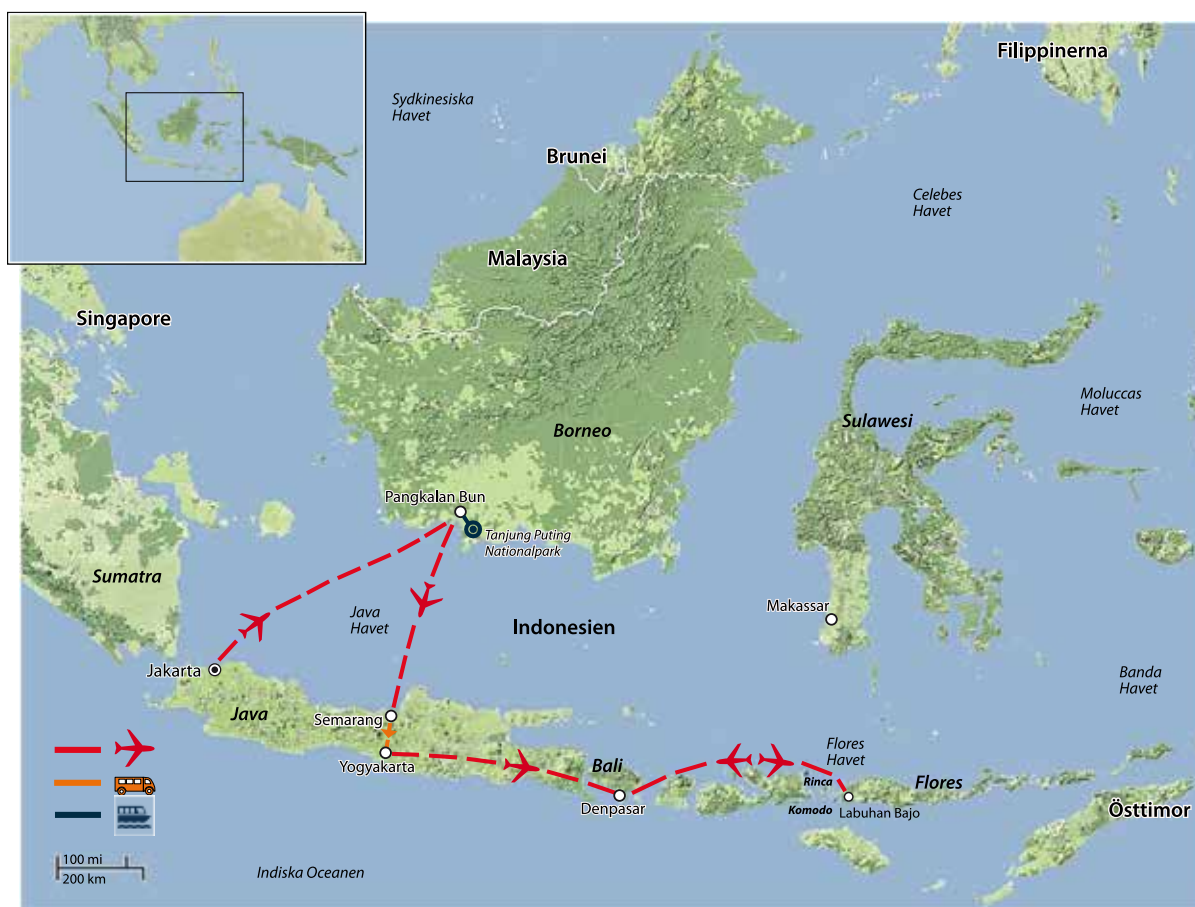 Filippinerna
Sydkinesiska
Havet
Brunei
Celebes
Havet
Malaysia
Singapore
Moluccas
Havet
Sulawesi
Borneo
Pangkalan Bun
Tanjung Puting
Nationalpark
Sumatra
Java
Havet
Makassar
Indonesien
Jakarta
Banda
Havet
Java
Semarang
Yogyakarta
Bali
Flores
Havet
Rinca
Flores
Denpasar
Komodo
Labuhan Bajo
Östtimor
100 mi
200 km
Indiska Oceanen